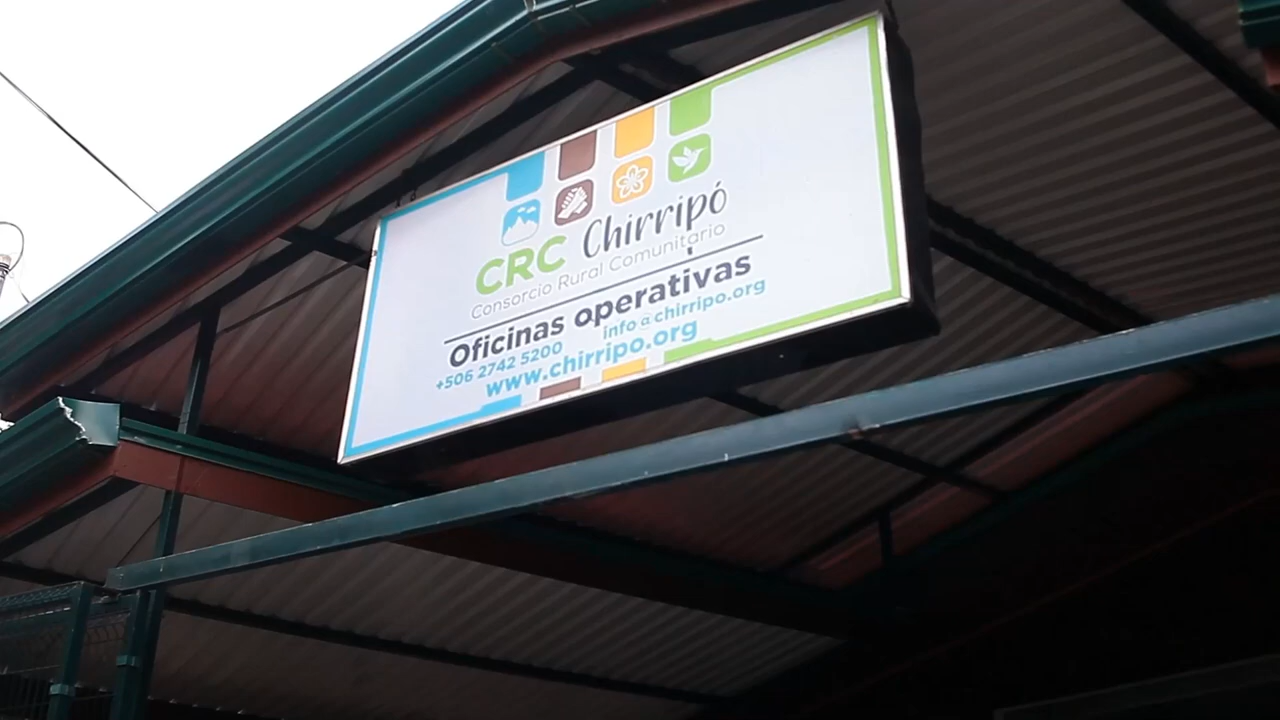 CRC Chirripó
Consorcio Rural Comunitario
Oficinas operativas
+506 2742 5200 info@chirripo.org
www.chirripo.org